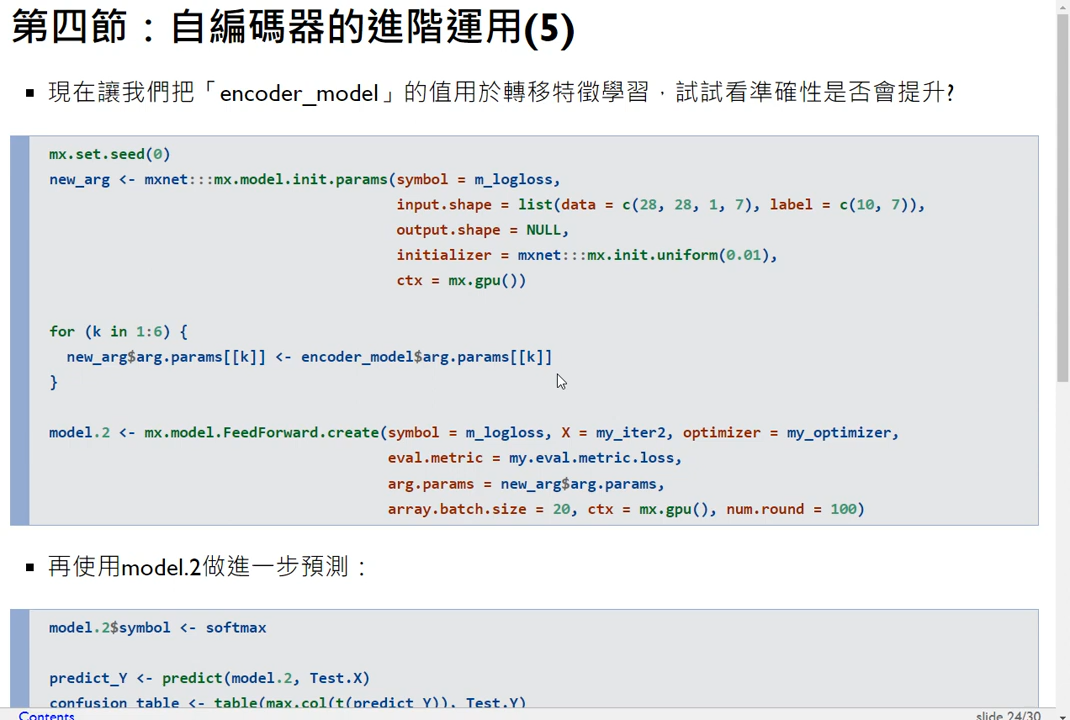 第四節：自編碼器的進階運用(5)
現在讓我們把「encoder_model」的值用於轉移特徵學習，試試看準確性是否會提升?
mx.set.seed(0)
new_arg <- mxnet:::mx.model.init.params(symbol = m_logloss,
input.shape = list(data = c(28, 28, 1, 7), label = c(10, 7)),
output.shape = NULL,
initializer = mxnet:::mx.init.uniform(0.01),
ctx = mx.gpu())
for (k in 1:6) {
new_arg$arg.params[[k]] <- encoder_model$arg.params[[k]]
}
model.2 <- mx.model.FeedForward.create(symbol = m_logloss, X = my_iter2, optimizer = my_optimizer,
eval.metric = my.eval.metric.loss,
arg.params = new_arg$arg.params,
array.batch.size = 20, ctx = mx.gpu(), num.round = 100)
再使用model.2做進一步預測：
model.2$symbol <- softmax
predict_Y <- predict(model.2, Test.X)
confusion_table <- table(max.col(t(predict_Y)), Test.Y)
Contents
slide 24/30